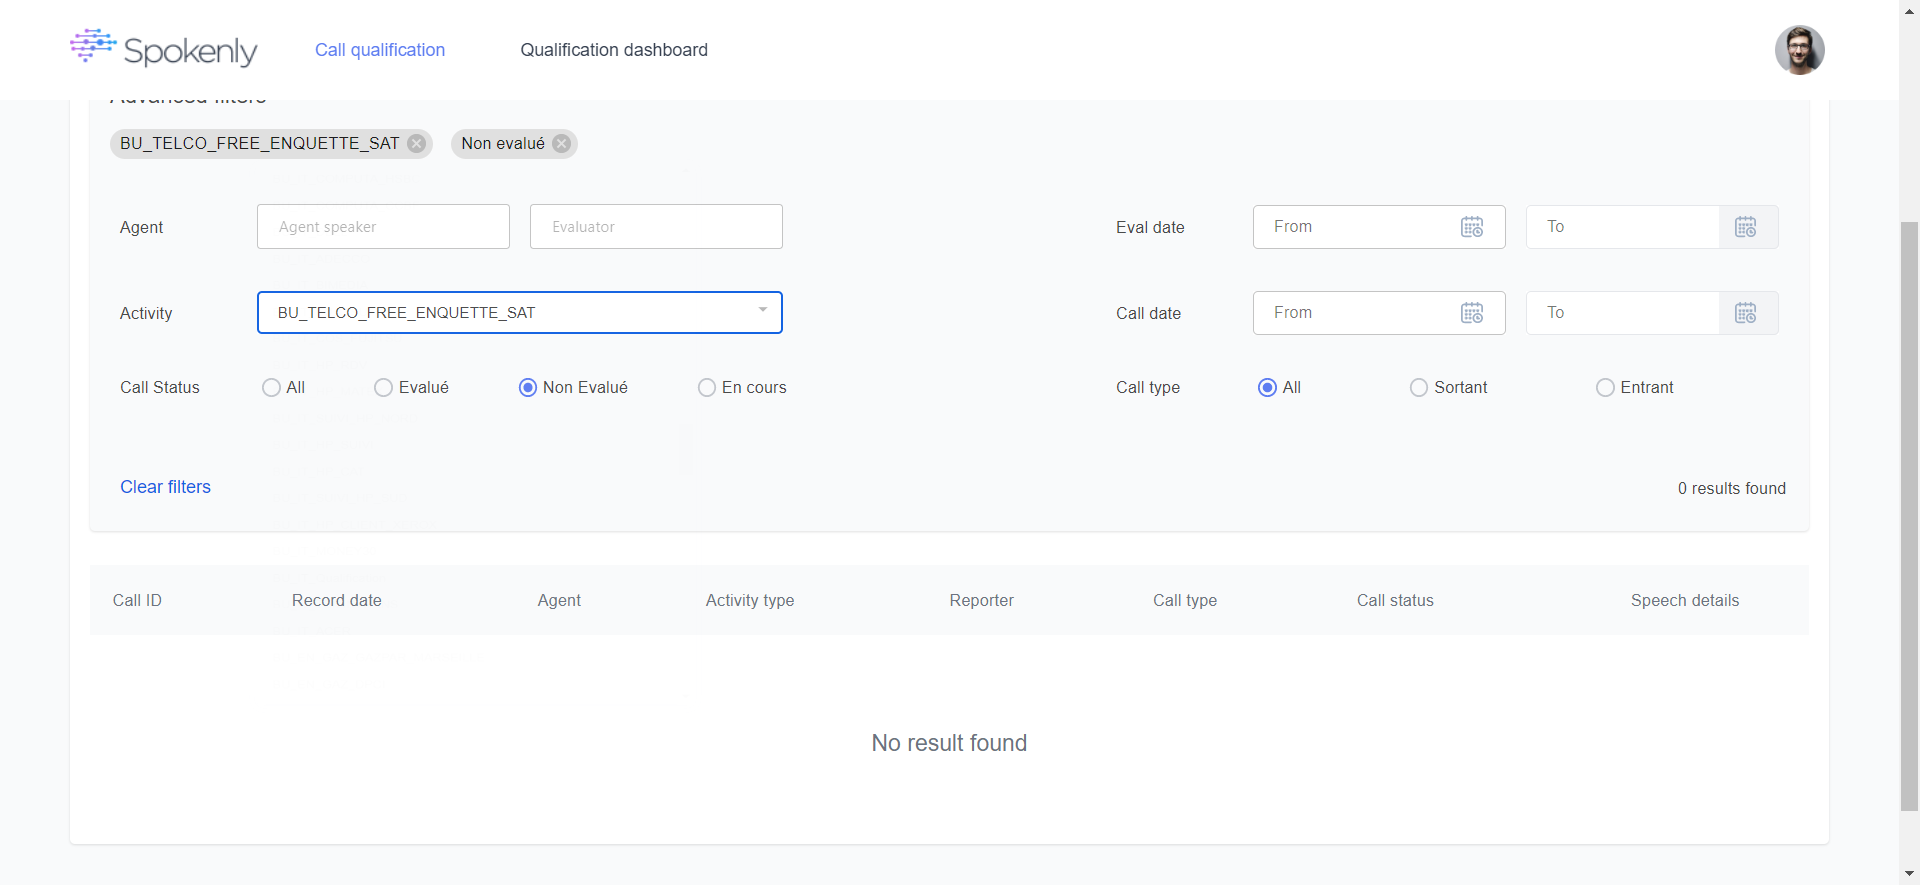 Spokenly
Call qualification
Qualification dashboard
Advanced filters
BU_TELCO_FREE_ENQUETTE_SAT
Non evalué
Agent
Agent speaker
Evaluator
Eval date
From
To
Activity
BU_TELCO_FREE_ENQUETTE_SAT
Call date
From
To
Call Status
All
Evalué
Non Evalué
En cours
Call type
All
Sortant
Entrant
Clear filters
0 results found
Call ID
Record date
Agent
Activity type
Reporter
Call type
Call status
Speech details
No result found